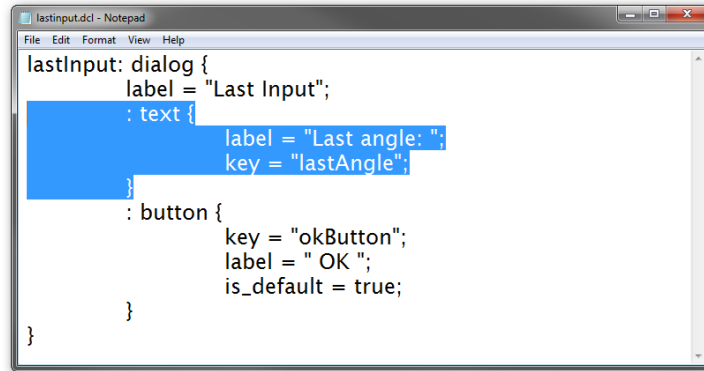 lastinput.dcl - Notepad
File Edit Format View Help
lastInput: dialog {
label = "Last Input";
: text {
label = "Last angle: ";
key = "lastAngle";
}
: button {
key = "okButton";
label = " OK ";
is_default = true;
}
}